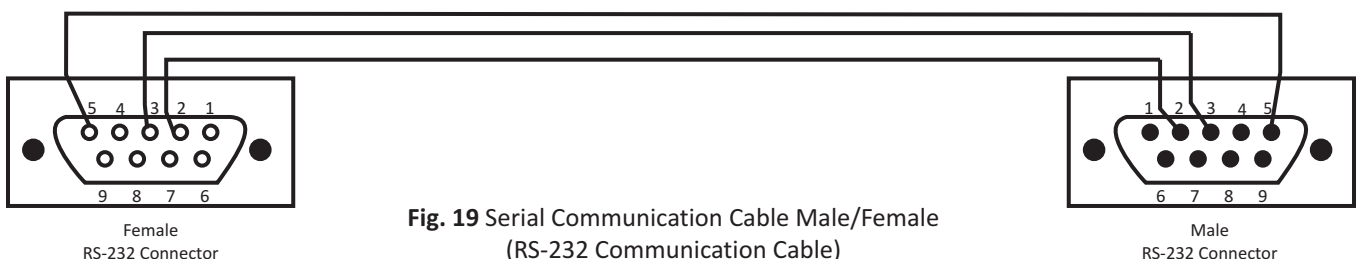 5 4 3 2 1
9 8 7 6
Female
RS-232 Connector
Fig. 19 Serial Communication Cable Male/Female
(RS-232 Communication Cable)
1 2 3 4 5
6 7 8 9
Male
RS-232 Connector